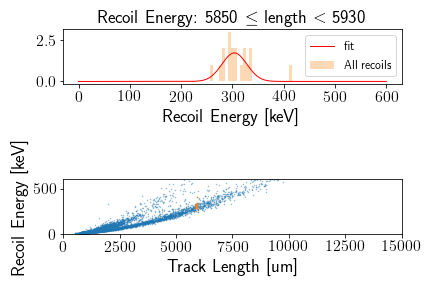 Recoil Energy: 5850 ≤ length < 5930
2.5
0.0
fit
All recoils
0 100 200 300 400 500 600
Recoil Energy [keV]
Recoil Energy [keV]
500
0
0 2500 5000 7500 10000 12500 15000
Track Length [um]